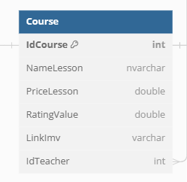 Course
IdCourse int
NameLesson nvarchar
PriceLesson double
RatingValue double
LinkImv varchar
IdTeacher int